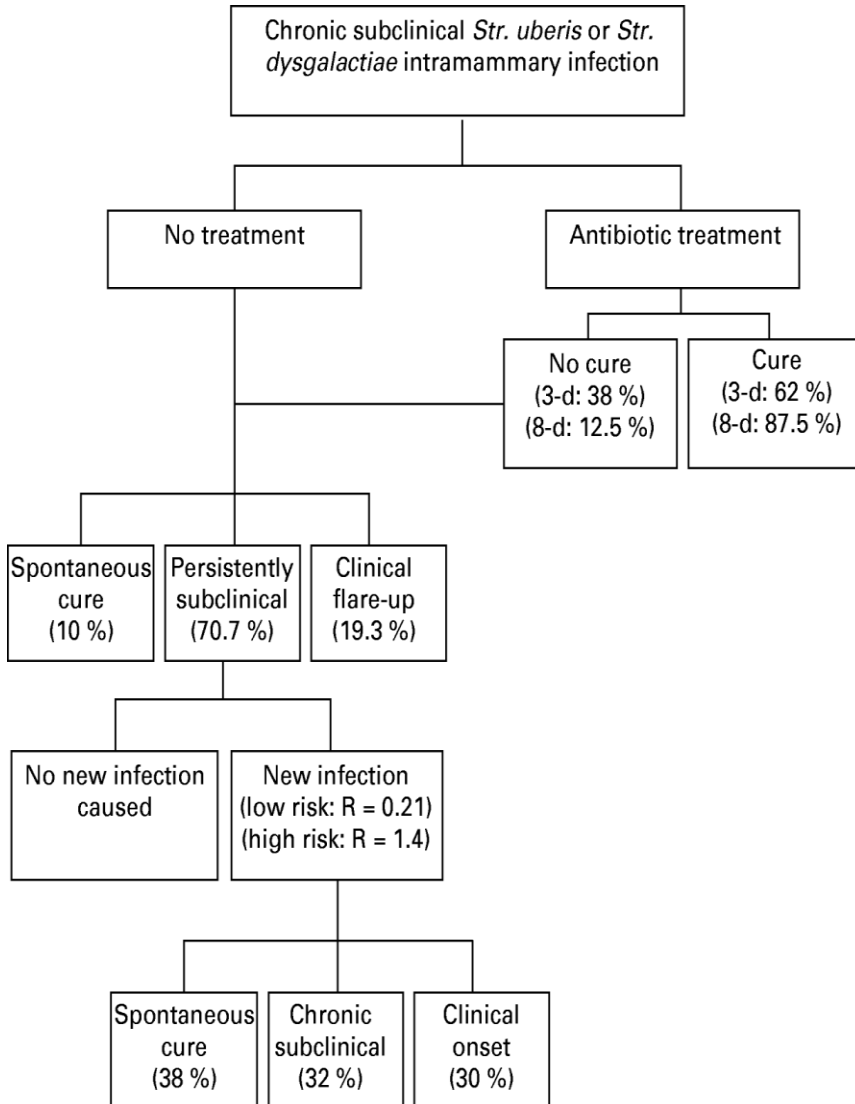 Chronic subclinical Str. uberis or Str.
dysgalactiae intramammary infection
No treatment
Antibiotic treatment
No cure
(3-d: 38 %)
(8-d: 12.5 %)
Cure
(3-d: 62 %)
(8-d: 87.5 %)
Spontaneous
cure
(10 %)
Persistently
subclinical
(70.7 %)
Clinical
flare-up
(19.3 %)
No new infection
caused
New infection
(low risk: R = 0.21)
(high risk: R = 1.4)
Spontaneous
cure
(38 %)
Chronic
subclinical
(32 %)
Clinical
onset
(30 %)